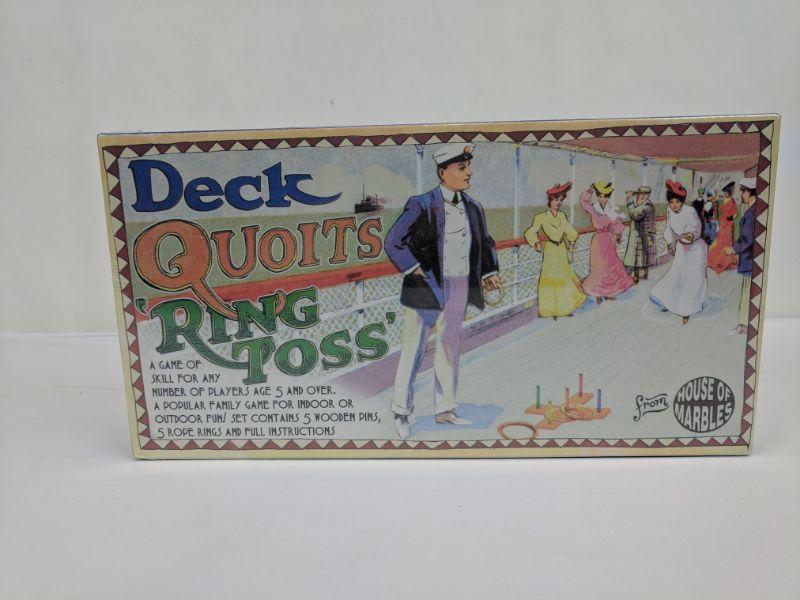 Deck
QUOITS
'RING
TOSS'
A GAME OF
SKILL FOR ANY
NUMBER OF PLAYERS AGE 5 AND OVER.
A POPULAR FAMILY GAME FOR INDOOR OR
OUTDOOR FUN! SET CONTAINS 5 WOODEN PINS,
5 ROPE RINGS AND FULL INSTRUCTIONS
from
HOUSE OF
MARBLES